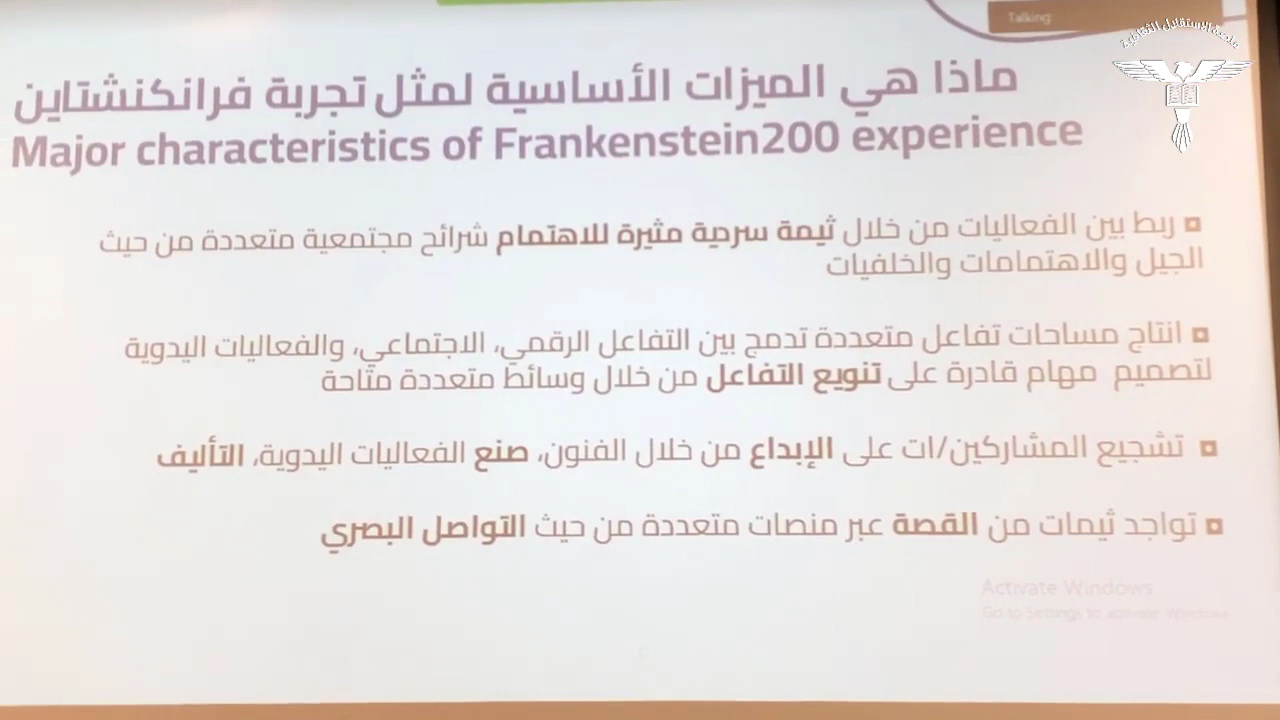 Talking:
منصة الاستقلال الثقافية
ماذا هي الميزات الأساسية لمثل تجربة فرانكنشتاين
Major characteristics of Frankenstein200 experience
ربط بين الفعاليات من خلال ثيمة سردية مثيرة للاهتمام شرائح مجتمعية متعددة من حيث
الجيل والاهتمامات والخلفيات
انتاج مساحات تفاعل متعددة تدمج بين التفاعل الرقمي، الاجتماعي، والفعاليات اليدوية
لتصميم مهام قادرة على تنويع التفاعل من خلال وسائط متعددة متاحة
تشجيع المشاركين/ات على الإبداع من خلال الفنون، صنع الفعاليات اليدوية، التأليف
تواجد ثيمات من القصة عبر منصات متعددة من حيث التواصل البصري
Activate Windows
Go to Settings to activate Windows